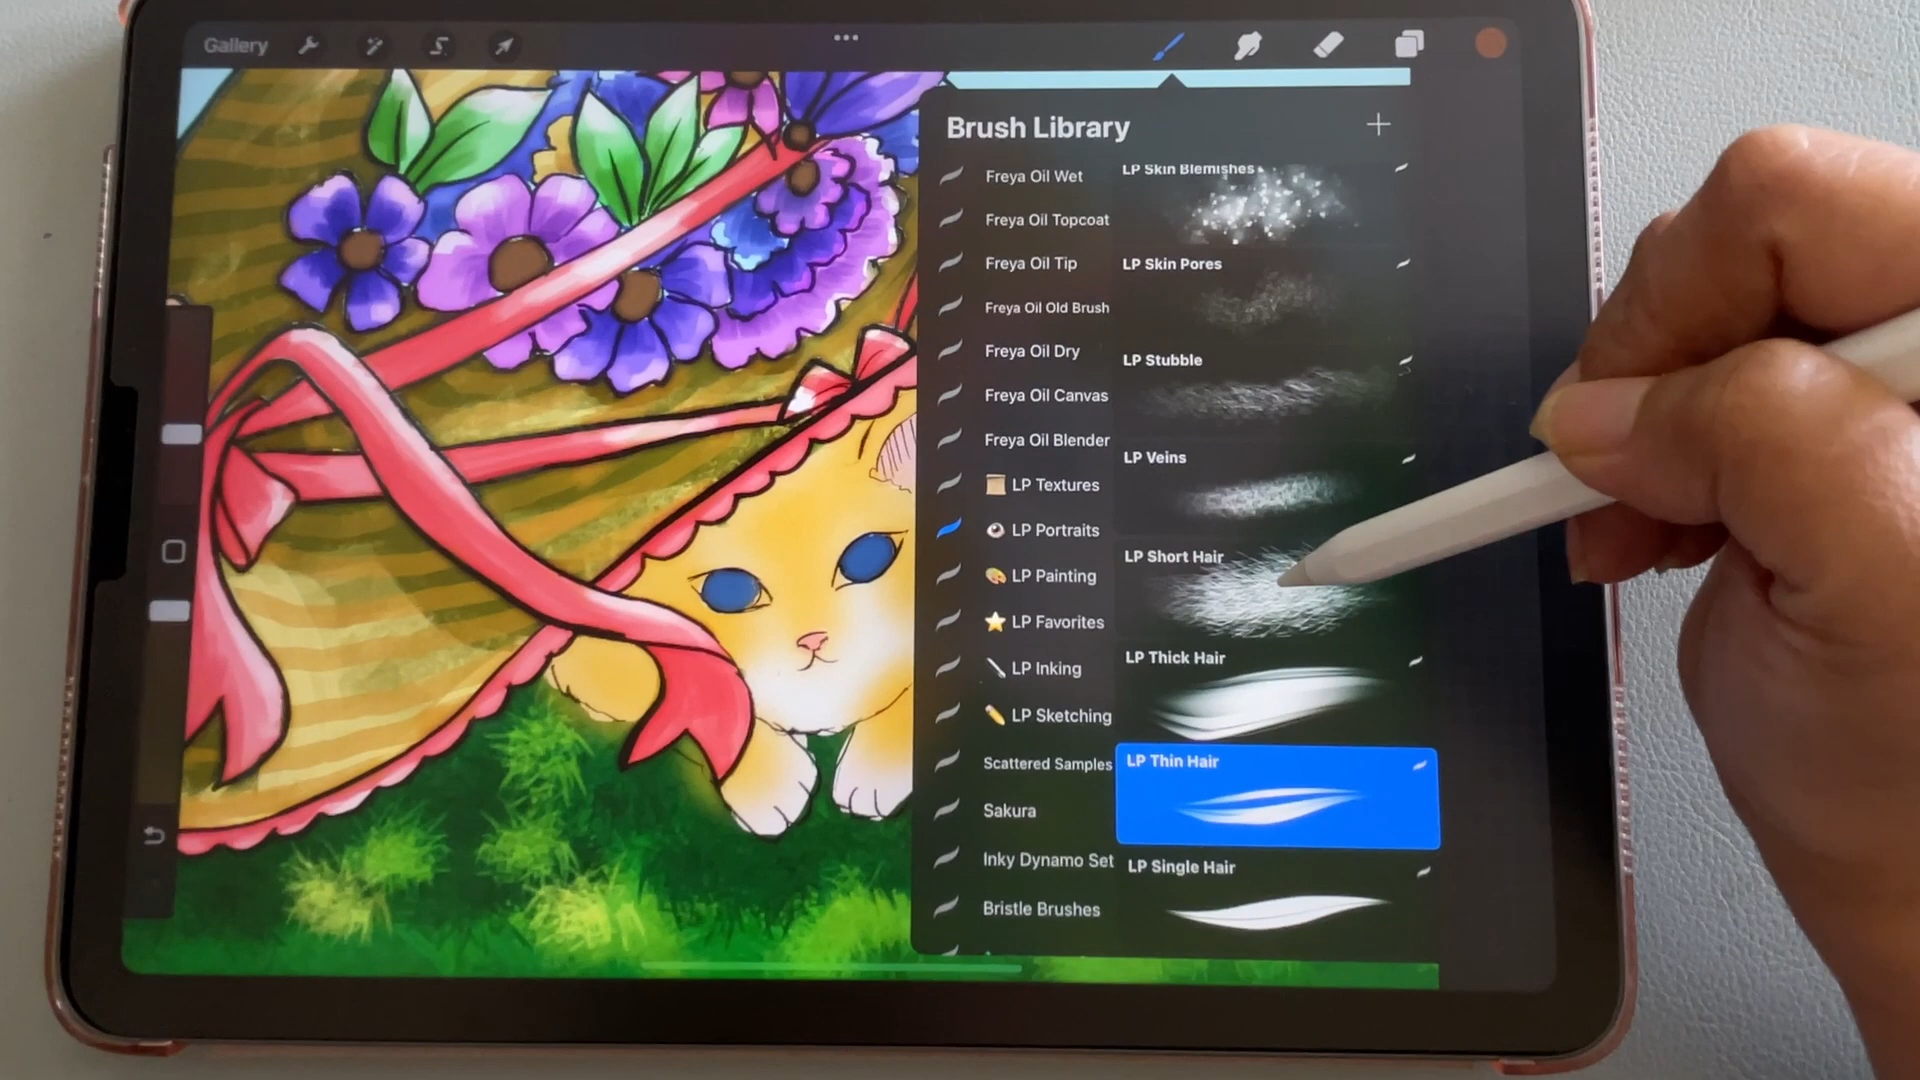 Gallery
Brush Library
Freya Oil Wet
Freya Oil Topcoat
Freya Oil Tip
Freya Oil Old Brush
Freya Oil Dry
Freya Oil Canvas
Freya Oil Blender
LP Textures
LP Portraits
LP Painting
LP Favorites
LP Inking
LP Sketching
Scattered Samples
Sakura
Inky Dynamo Set
Bristle Brushes
LP Skin Blemishes
LP Skin Pores
LP Stubble
LP Veins
LP Short Hair
LP Thick Hair
LP Thin Hair
LP Single Hair